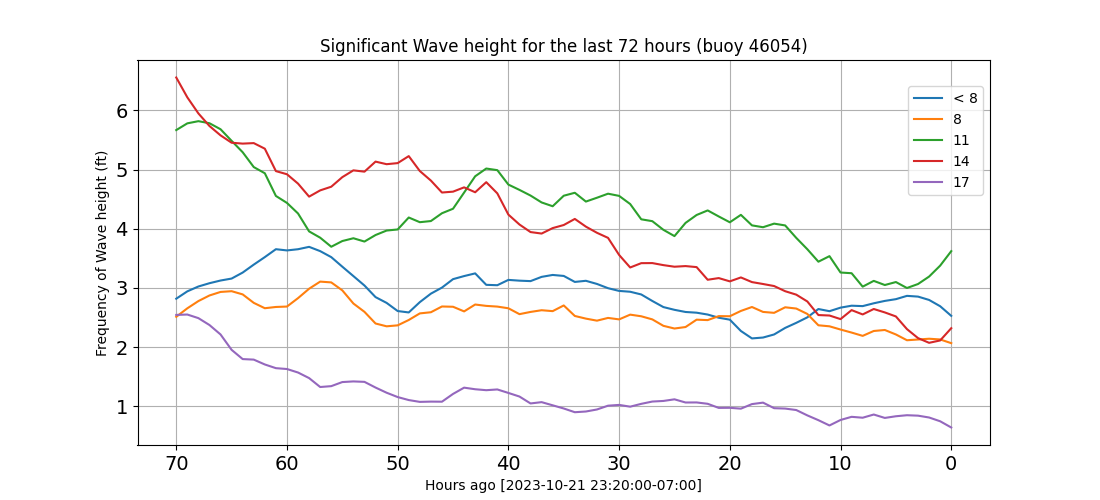 Significant Wave height for the last 72 hours (buoy 46054)
Frequency of Wave height (ft)
6
5
4
3
2
1
< 8
8
11
14
17
70 60 50 40 30 20 10 0
Hours ago [2023-10-21 23:20:00-07:00]